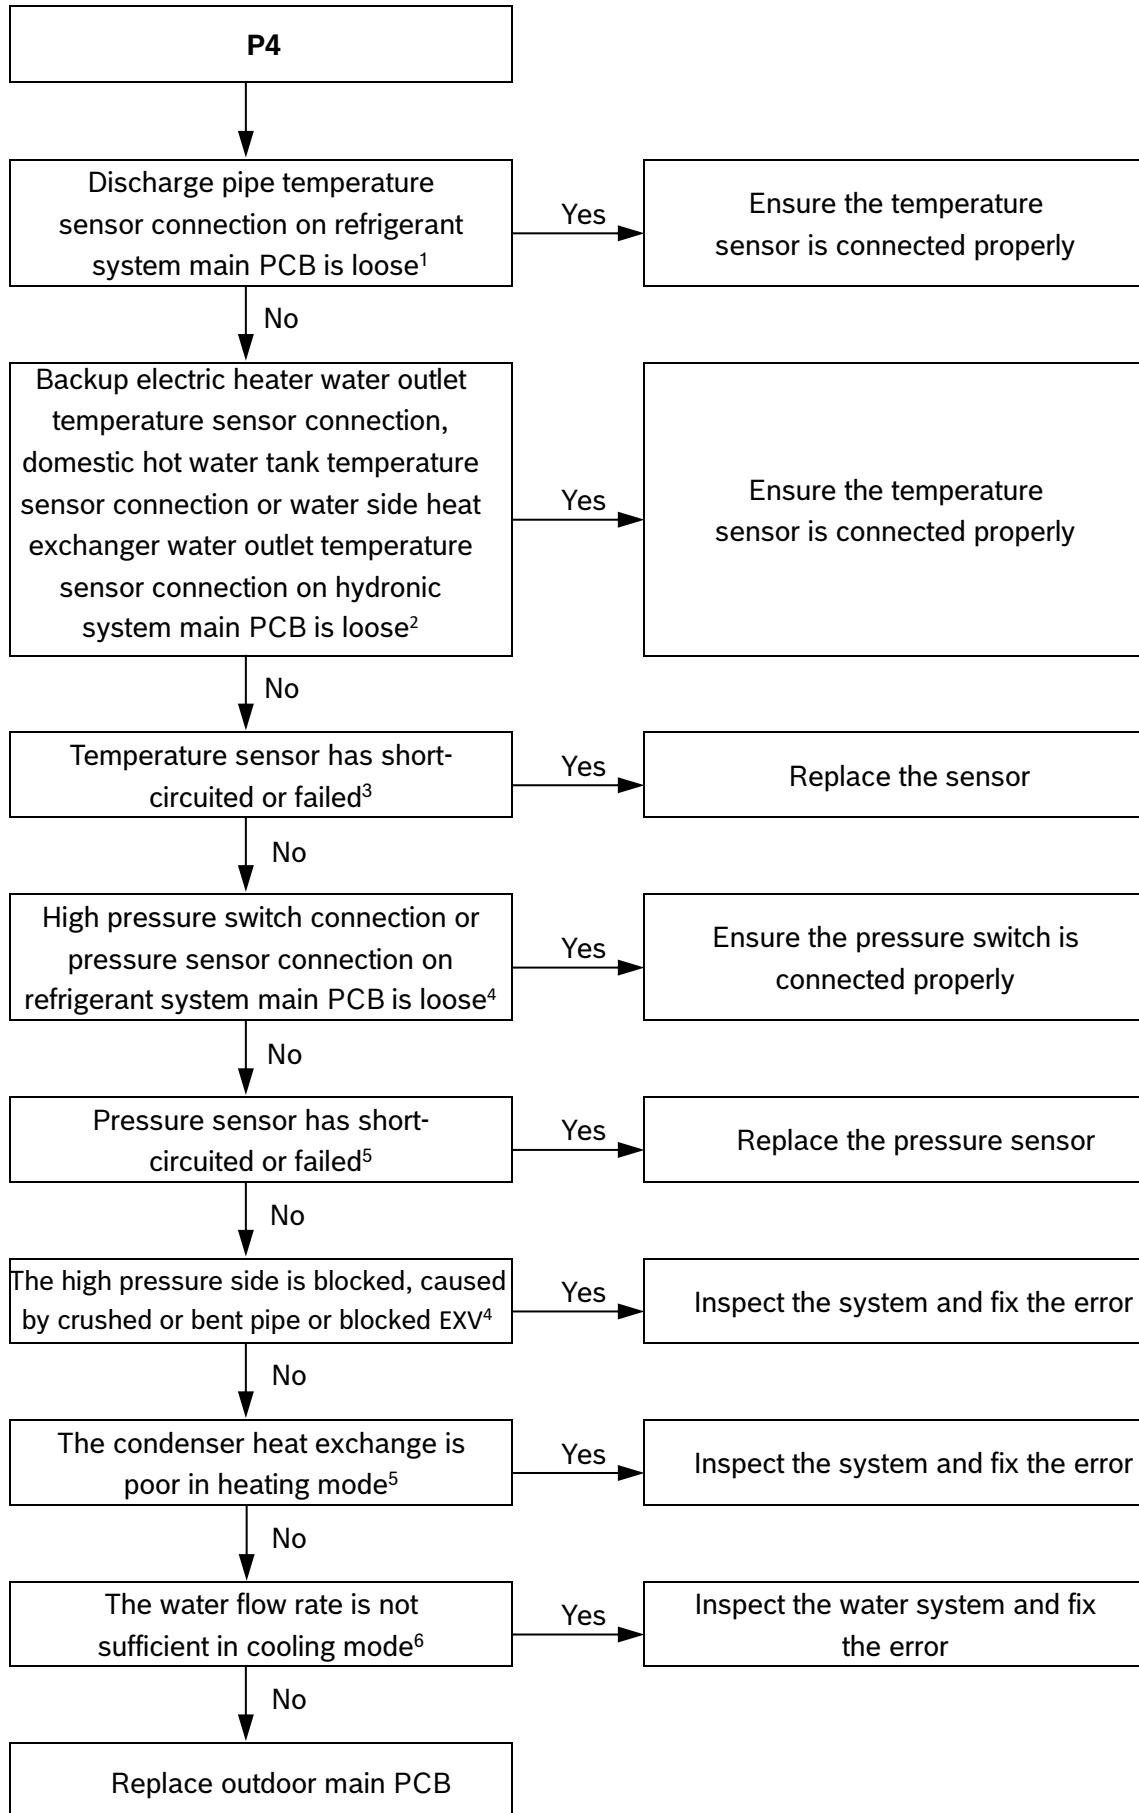 P4
Discharge pipe temperature
sensor connection on refrigerant
system main PCB is loose¹
Yes
Ensure the temperature
sensor is connected properly
No
Backup electric heater water outlet
temperature sensor connection,
domestic hot water tank temperature
sensor connection or water side heat
exchanger water outlet temperature
sensor connection on hydronic
system main PCB is loose²
Yes
Ensure the temperature
sensor is connected properly
No
Temperature sensor has short-
circuited or failed³
Yes
Replace the sensor
No
High pressure switch connection or
pressure sensor connection on
refrigerant system main PCB is loose⁴
Yes
Ensure the pressure switch is
connected properly
No
Pressure sensor has short-
circuited or failed⁵
Yes
Replace the pressure sensor
No
The high pressure side is blocked, caused
by crushed or bent pipe or blocked EXV⁴
Yes
Inspect the system and fix the error
No
The condenser heat exchange is
poor in heating mode⁵
Yes
Inspect the system and fix the error
No
The water flow rate is not
sufficient in cooling mode⁶
Yes
Inspect the water system and fix
the error
No
Replace outdoor main PCB